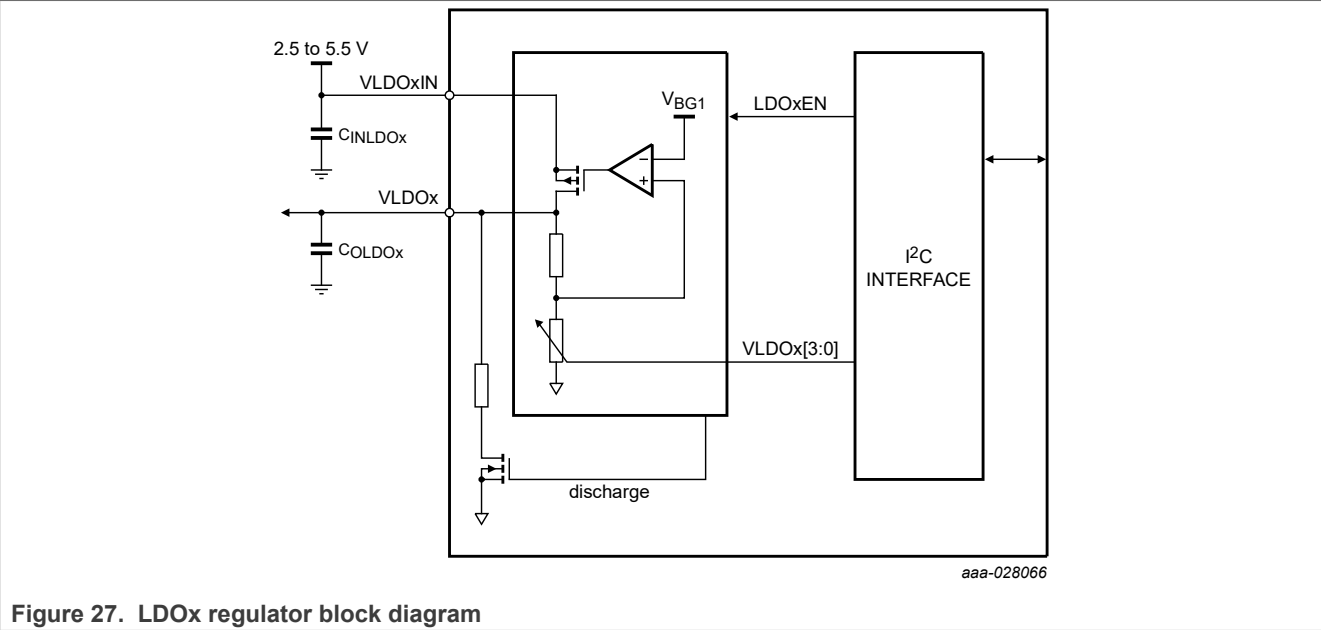 2.5 to 5.5 V
VLDOxIN
VBG1
LDOxEN
CINLDOx
−
+
VLDOx
COLDOx
I2C
INTERFACE
VLDOx[3:0]
discharge
aaa-028066
Figure 27. LDOx regulator block diagram